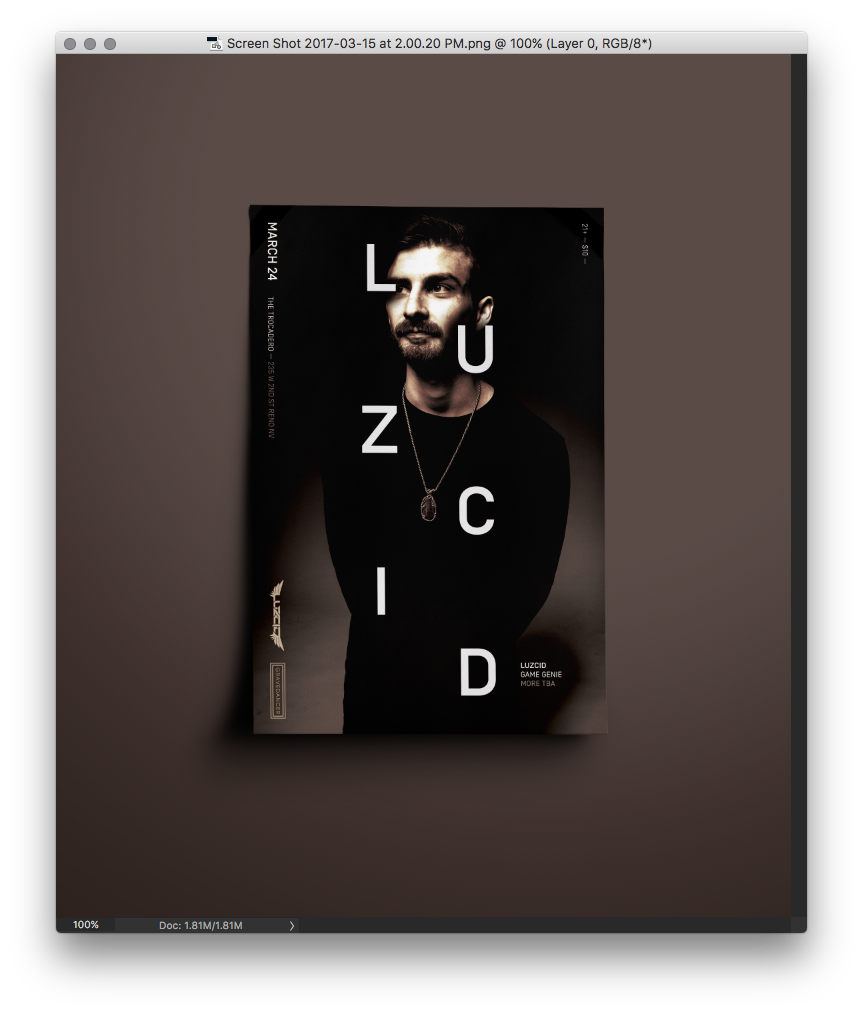 Screen Shot 2017-03-15 at 2.00.20 PM.png @ 100% (Layer 0, RGB/8*)
MARCH 24
THE TROCADERO — 235 W 2ND ST RENO NV
21+ — $10 —
L
U
Z
C
I
D
LUZCID
GRAVEDANGER
LUZCID
GAME GENIE
MORE TBA
100%
Doc: 1.81M/1.81M